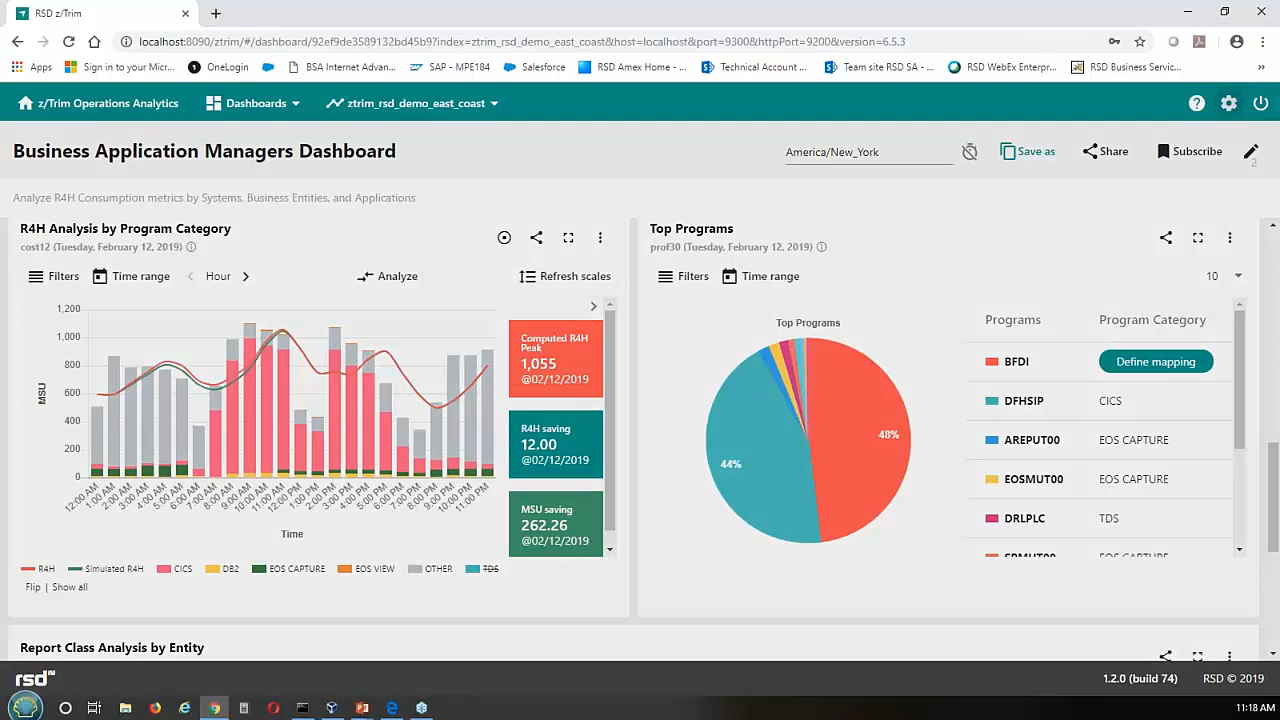 RSD z/Trim
localhost:8090/ztrim/#/dashboard/92ef9de3589132bd45b9?index=ztrim_rsd_demo_east_coast&host=localhost&port=9300&httpPort=9200&version=6.5.3
Apps Sign in to your Micr... OneLogin BSA Internet Advan... SAP - MPE184 Salesforce RSD Amex Home - ... Technical Account ... Team site RSD SA - ... RSD WebEx Enterpr... RSD Business Servic... »
z/Trim Operations Analytics Dashboards ztrim_rsd_demo_east_coast
Business Application Managers Dashboard America/New_York Save as Share Subscribe 2
Analyze R4H Consumption metrics by Systems, Business Entities, and Applications
R4H Analysis by Program Category
cost12 (Tuesday, February 12, 2019)
Filters Time range Hour Analyze Refresh scales
1,200
1,000
800
600
400
200
0
MSU
12:00 AM 1:00 AM 2:00 AM 3:00 AM 4:00 AM 5:00 AM 6:00 AM 7:00 AM 8:00 AM 9:00 AM 10:00 AM 11:00 AM 12:00 PM 1:00 PM 2:00 PM 3:00 PM 4:00 PM 5:00 PM 6:00 PM 7:00 PM 8:00 PM 9:00 PM 10:00 PM 11:00 PM
Time
Computed R4H
Peak
1,055
@02/12/2019
R4H saving
12.00
@02/12/2019
MSU saving
262.26
@02/12/2019
R4H Simulated R4H CICS DB2 EOS CAPTURE EOS VIEW OTHER TDS
Flip | Show all
Top Programs
prof30 (Tuesday, February 12, 2019)
Filters Time range 10
Top Programs
48%
44%
Programs Program Category
BFDI Define mapping
DFHSIP CICS
AREPUT00 EOS CAPTURE
EOSMUT00 EOS CAPTURE
DRLPLC TDS
EOS CAPTURE
Report Class Analysis by Entity
rsd 1.2.0 (build 74) RSD © 2019
11:18 AM